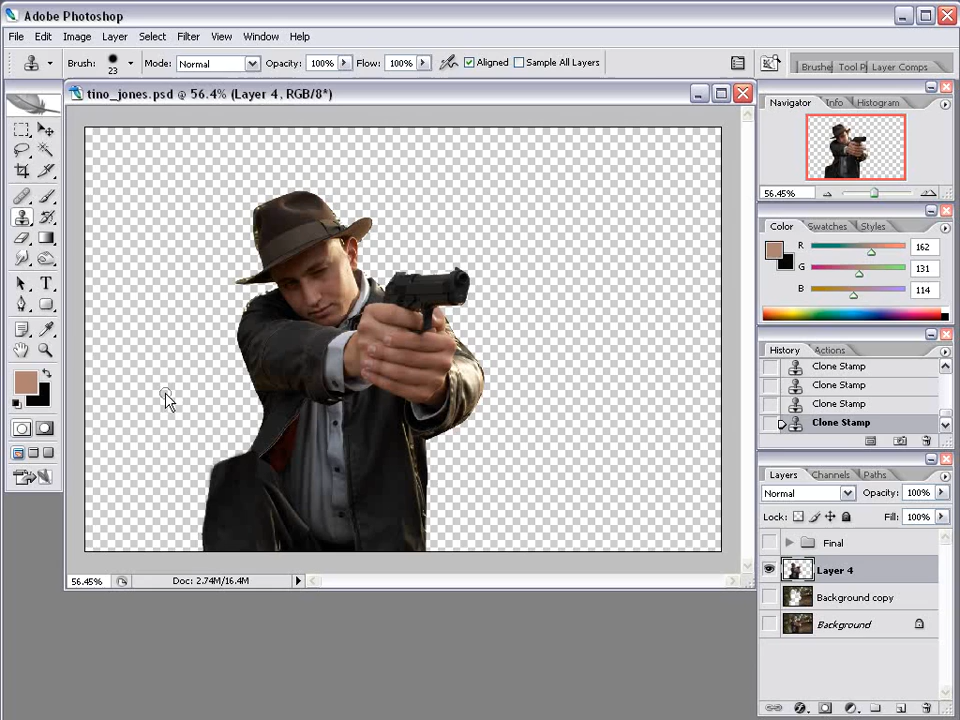 Adobe Photoshop
File Edit Image Layer Select Filter View Window Help
Brush: 23 Mode: Normal Opacity: 100% Flow: 100% Aligned Sample All Layers
Brushe Tool P Layer Comps
tino_jones.psd @ 56.4% (Layer 4, RGB/8*)
Navigator Info Histogram
56.45%
Color Swatches Styles
R 162
G 131
B 114
History Actions
Clone Stamp
Clone Stamp
Clone Stamp
Clone Stamp
Layers Channels Paths
Normal Opacity: 100%
Lock: Fill: 100%
Final
Layer 4
Background copy
Background
56.45% Doc: 2.74M/16.4M